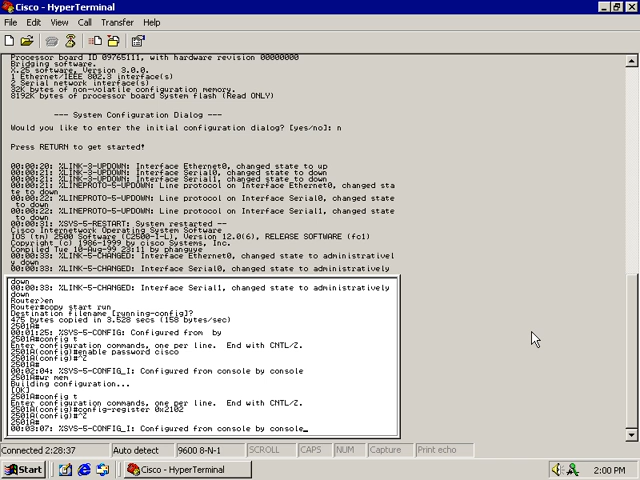 Cisco - HyperTerminal
File Edit View Call Transfer Help
Processor board ID 09765111, with hardware revision 00000000
Bridging software.
X.25 software, Version 3.0.0.
1 Ethernet/IEEE 802.3 interface(s)
2 Serial network interface(s)
32K bytes of non-volatile configuration memory.
8192K bytes of processor board System flash (Read ONLY)
--- System Configuration Dialog ---
Would you like to enter the initial configuration dialog? [yes/no]: n
Press RETURN to get started!
00:00:20: %LINK-3-UPDOWN: Interface Ethernet0, changed state to up
00:00:21: %LINK-3-UPDOWN: Interface Serial0, changed state to down
00:00:21: %LINK-3-UPDOWN: Interface Serial1, changed state to down
00:00:21: %LINEPROTO-5-UPDOWN: Line protocol on Interface Ethernet0, changed sta
te to down
00:00:22: %LINEPROTO-5-UPDOWN: Line protocol on Interface Serial0, changed state
to down
00:00:22: %LINEPROTO-5-UPDOWN: Line protocol on Interface Serial1, changed state
to down
00:00:31: %SYS-5-RESTART: System restarted --
Cisco Internetwork Operating System Software
IOS (tm) 2500 Software (C2500-I-L), Version 12.0(6), RELEASE SOFTWARE (fc1)
Copyright (c) 1986-1999 by cisco Systems, Inc.
Compiled Tue 10-Aug-99 23:11 by phanguye
00:00:33: %LINK-5-CHANGED: Interface Ethernet0, changed state to administrativel
y down
00:00:33: %LINK-5-CHANGED: Interface Serial0, changed state to administratively
down
00:00:33: %LINK-5-CHANGED: Interface Serial1, changed state to administratively
down
Router>en
Router#copy start run
Destination filename [running-config]?
475 bytes copied in 3.528 secs (158 bytes/sec)
2501A#
00:01:25: %SYS-5-CONFIG: Configured from by
2501A#config t
Enter configuration commands, one per line. End with CNTL/Z.
2501A(config)#enable password cisco
2501A(config)#^Z
2501A#
00:02:04: %SYS-5-CONFIG_I: Configured from console by console
2501A#wr mem
Building configuration...
[OK]
2501A#config t
Enter configuration commands, one per line. End with CNTL/Z.
2501A(config)#config-register 0x2102
2501A(config)#^Z
2501A#
00:03:07: %SYS-5-CONFIG_I: Configured from console by console_
Connected 2:28:37 Auto detect 9600 8-N-1 SCROLL CAPS NUM Capture Print echo
Start Cisco - HyperTerminal 2:00 PM